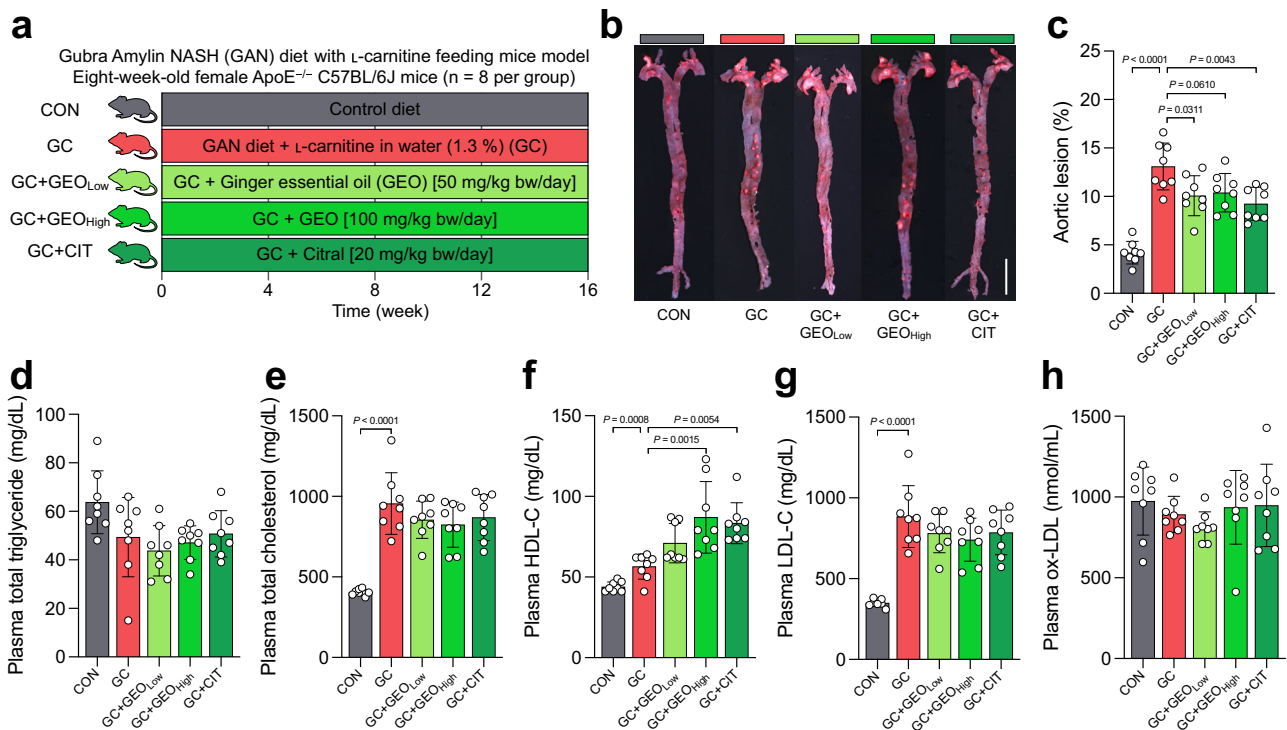 a
Gubra Amylin NASH (GAN) diet with ʟ-carnitine feeding mice model
Eight-week-old female ApoE⁻/⁻ C57BL/6J mice (n = 8 per group)
CON
Control diet
GC
GAN diet + ʟ-carnitine in water (1.3 %) (GC)
GC+GEOLow
GC + Ginger essential oil (GEO) [50 mg/kg bw/day]
GC+GEOHigh
GC + GEO [100 mg/kg bw/day]
GC+CIT
GC + Citral [20 mg/kg bw/day]
0 4 8 12 16
Time (week)
b
CON
GC
GC+
GEOLow
GC+
GEOHigh
GC+
CIT
c
Aortic lesion (%)
25
20
15
10
5
0
P < 0.0001
P = 0.0043
P = 0.0610
P = 0.0311
CON
GC
GC+GEOLow
GC+GEOHigh
GC+CIT
d
Plasma total triglyceride (mg/dL)
100
80
60
40
20
0
CON
GC
GC+GEOLow
GC+GEOHigh
GC+CIT
e
Plasma total cholesterol (mg/dL)
1500
1000
500
0
P < 0.0001
CON
GC
GC+GEOLow
GC+GEOHigh
GC+CIT
f
Plasma HDL-C (mg/dL)
150
100
50
0
P = 0.0008
P = 0.0054
P = 0.0015
CON
GC
GC+GEOLow
GC+GEOHigh
GC+CIT
g
Plasma LDL-C (mg/dL)
1500
1000
500
0
P < 0.0001
CON
GC
GC+GEOLow
GC+GEOHigh
GC+CIT
h
Plasma ox-LDL (nmol/mL)
1500
1000
500
0
CON
GC
GC+GEOLow
GC+GEOHigh
GC+CIT